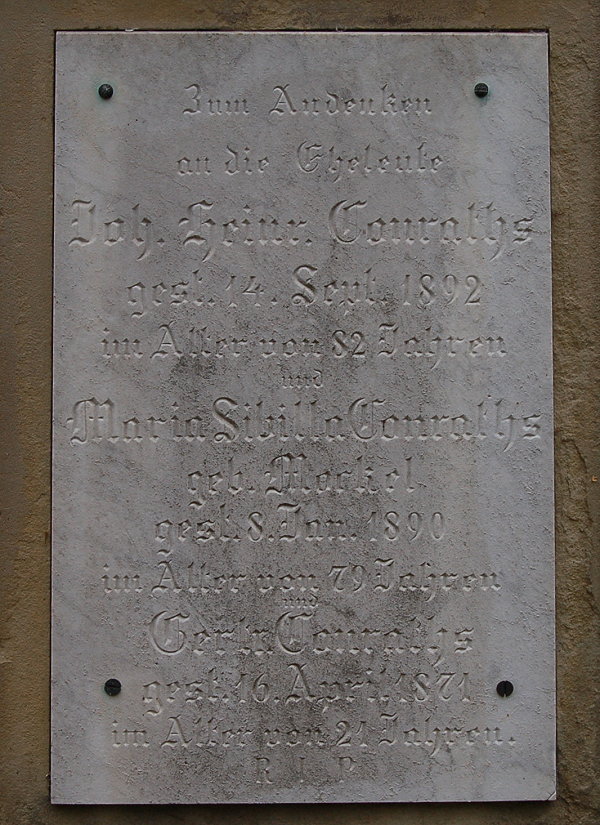 Zum Andenken
an die Eheleute
Joh. Heinr. Conraths
gest. 14. Sept. 1892
im Alter von 82 Jahren
und
Maria Sibilla Conraths
geb. Mockel
gest. 8. Jan. 1890
im Alter von 79 Jahren
und
Gertr. Conraths
gest. 16. April 1871
im Alter von 21 Jahren.
R I P